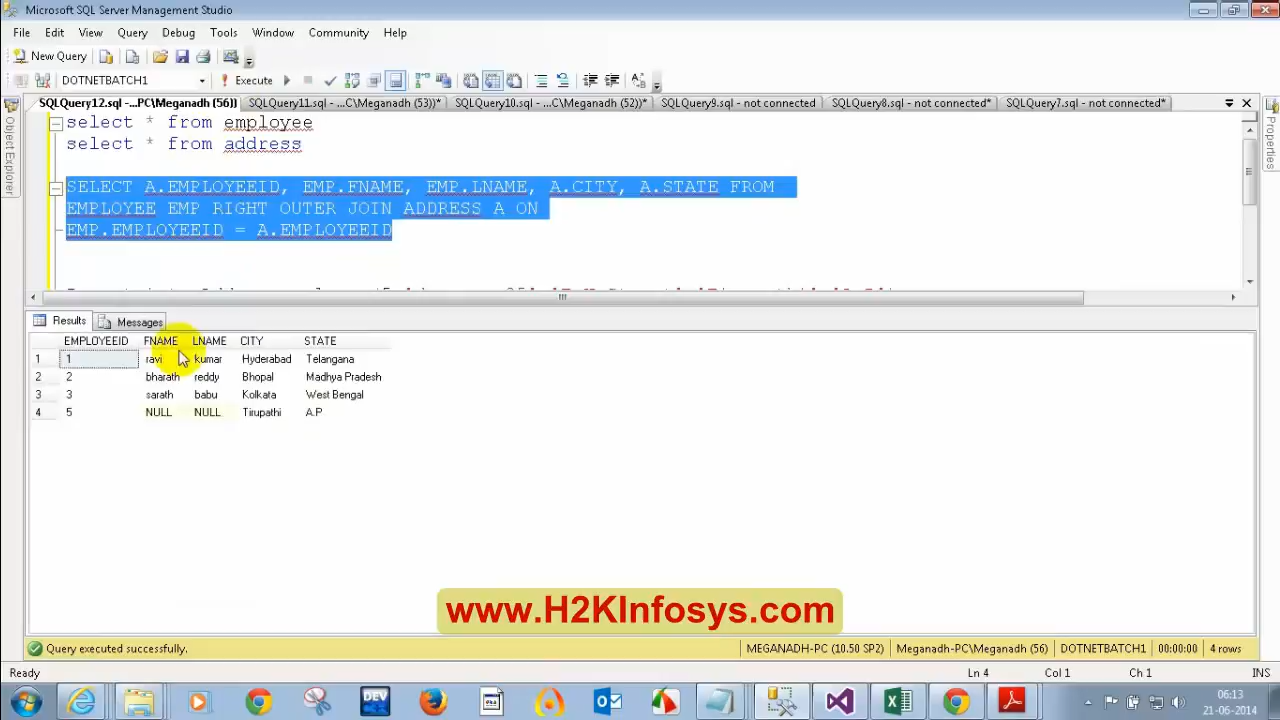 Microsoft SQL Server Management Studio
File Edit View Query Debug Tools Window Community Help
New Query
DOTNETBATCH1 Execute
SQLQuery12.sql -...PC\Meganadh (56)) SQLQuery11.sql - ...C\Meganadh (53))* SQLQuery10.sql - ...C\Meganadh (52))* SQLQuery9.sql - not connected SQLQuery8.sql - not connected* SQLQuery7.sql - not connected*
Object Explorer
Properties
select * from employee
select * from address
SELECT A.EMPLOYEEID, EMP.FNAME, EMP.LNAME, A.CITY, A.STATE FROM
EMPLOYEE EMP RIGHT OUTER JOIN ADDRESS A ON
EMP.EMPLOYEEID = A.EMPLOYEEID
Results Messages
EMPLOYEEID FNAME LNAME CITY STATE
1 1 ravi kumar Hyderabad Telangana
2 2 bharath reddy Bhopal Madhya Pradesh
3 3 sarath babu Kolkata West Bengal
4 5 NULL NULL Tirupathi A.P
www.H2KInfosys.com
Query executed successfully. MEGANADH-PC (10.50 SP2) Meganadh-PC\Meganadh (56) DOTNETBATCH1 00:00:00 4 rows
Ready Ln 4 Col 1 Ch 1 INS
DEV
06:13
21-06-2014